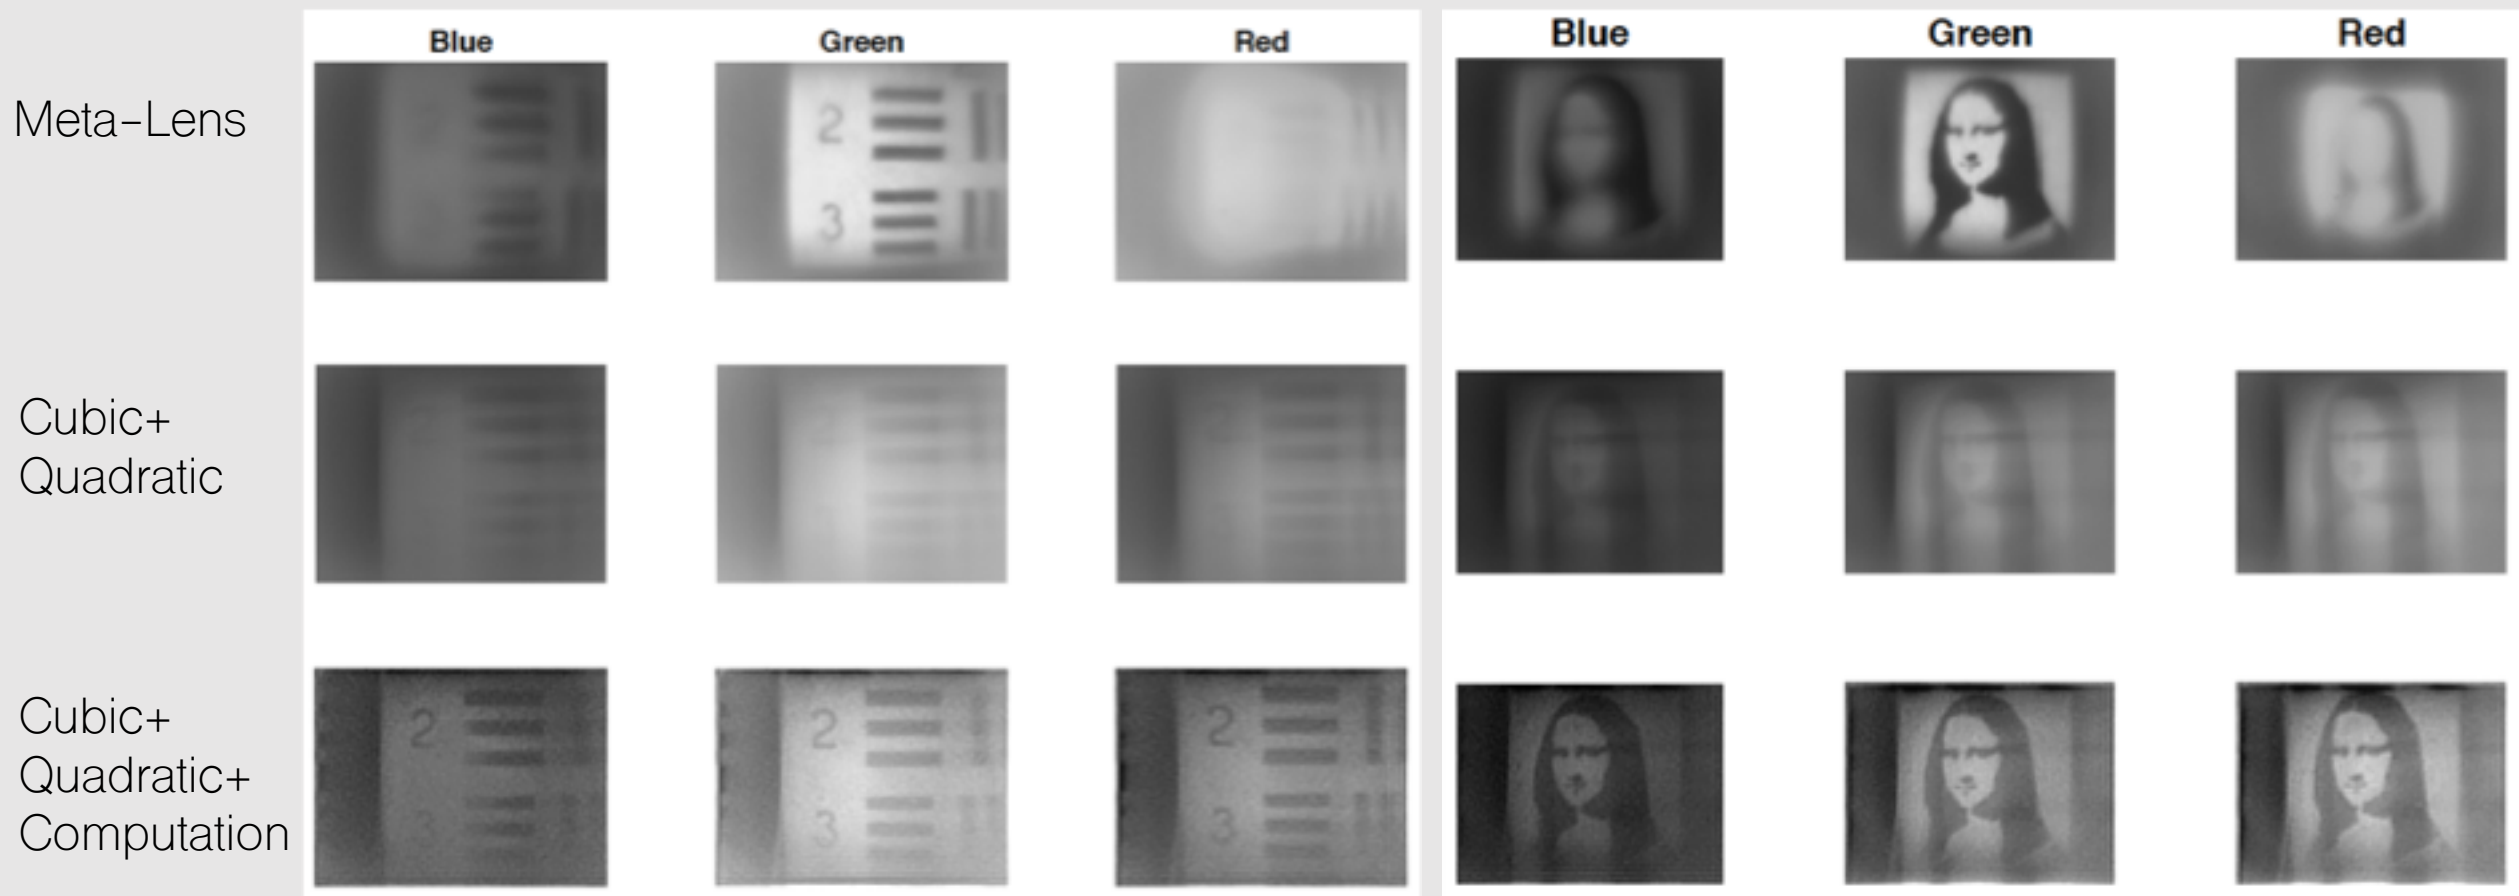 Blue Green Red Blue Green Red
Meta-Lens
2
3
Cubic+
Quadratic
Cubic+
Quadratic+
Computation
2
3
2
3
2
3